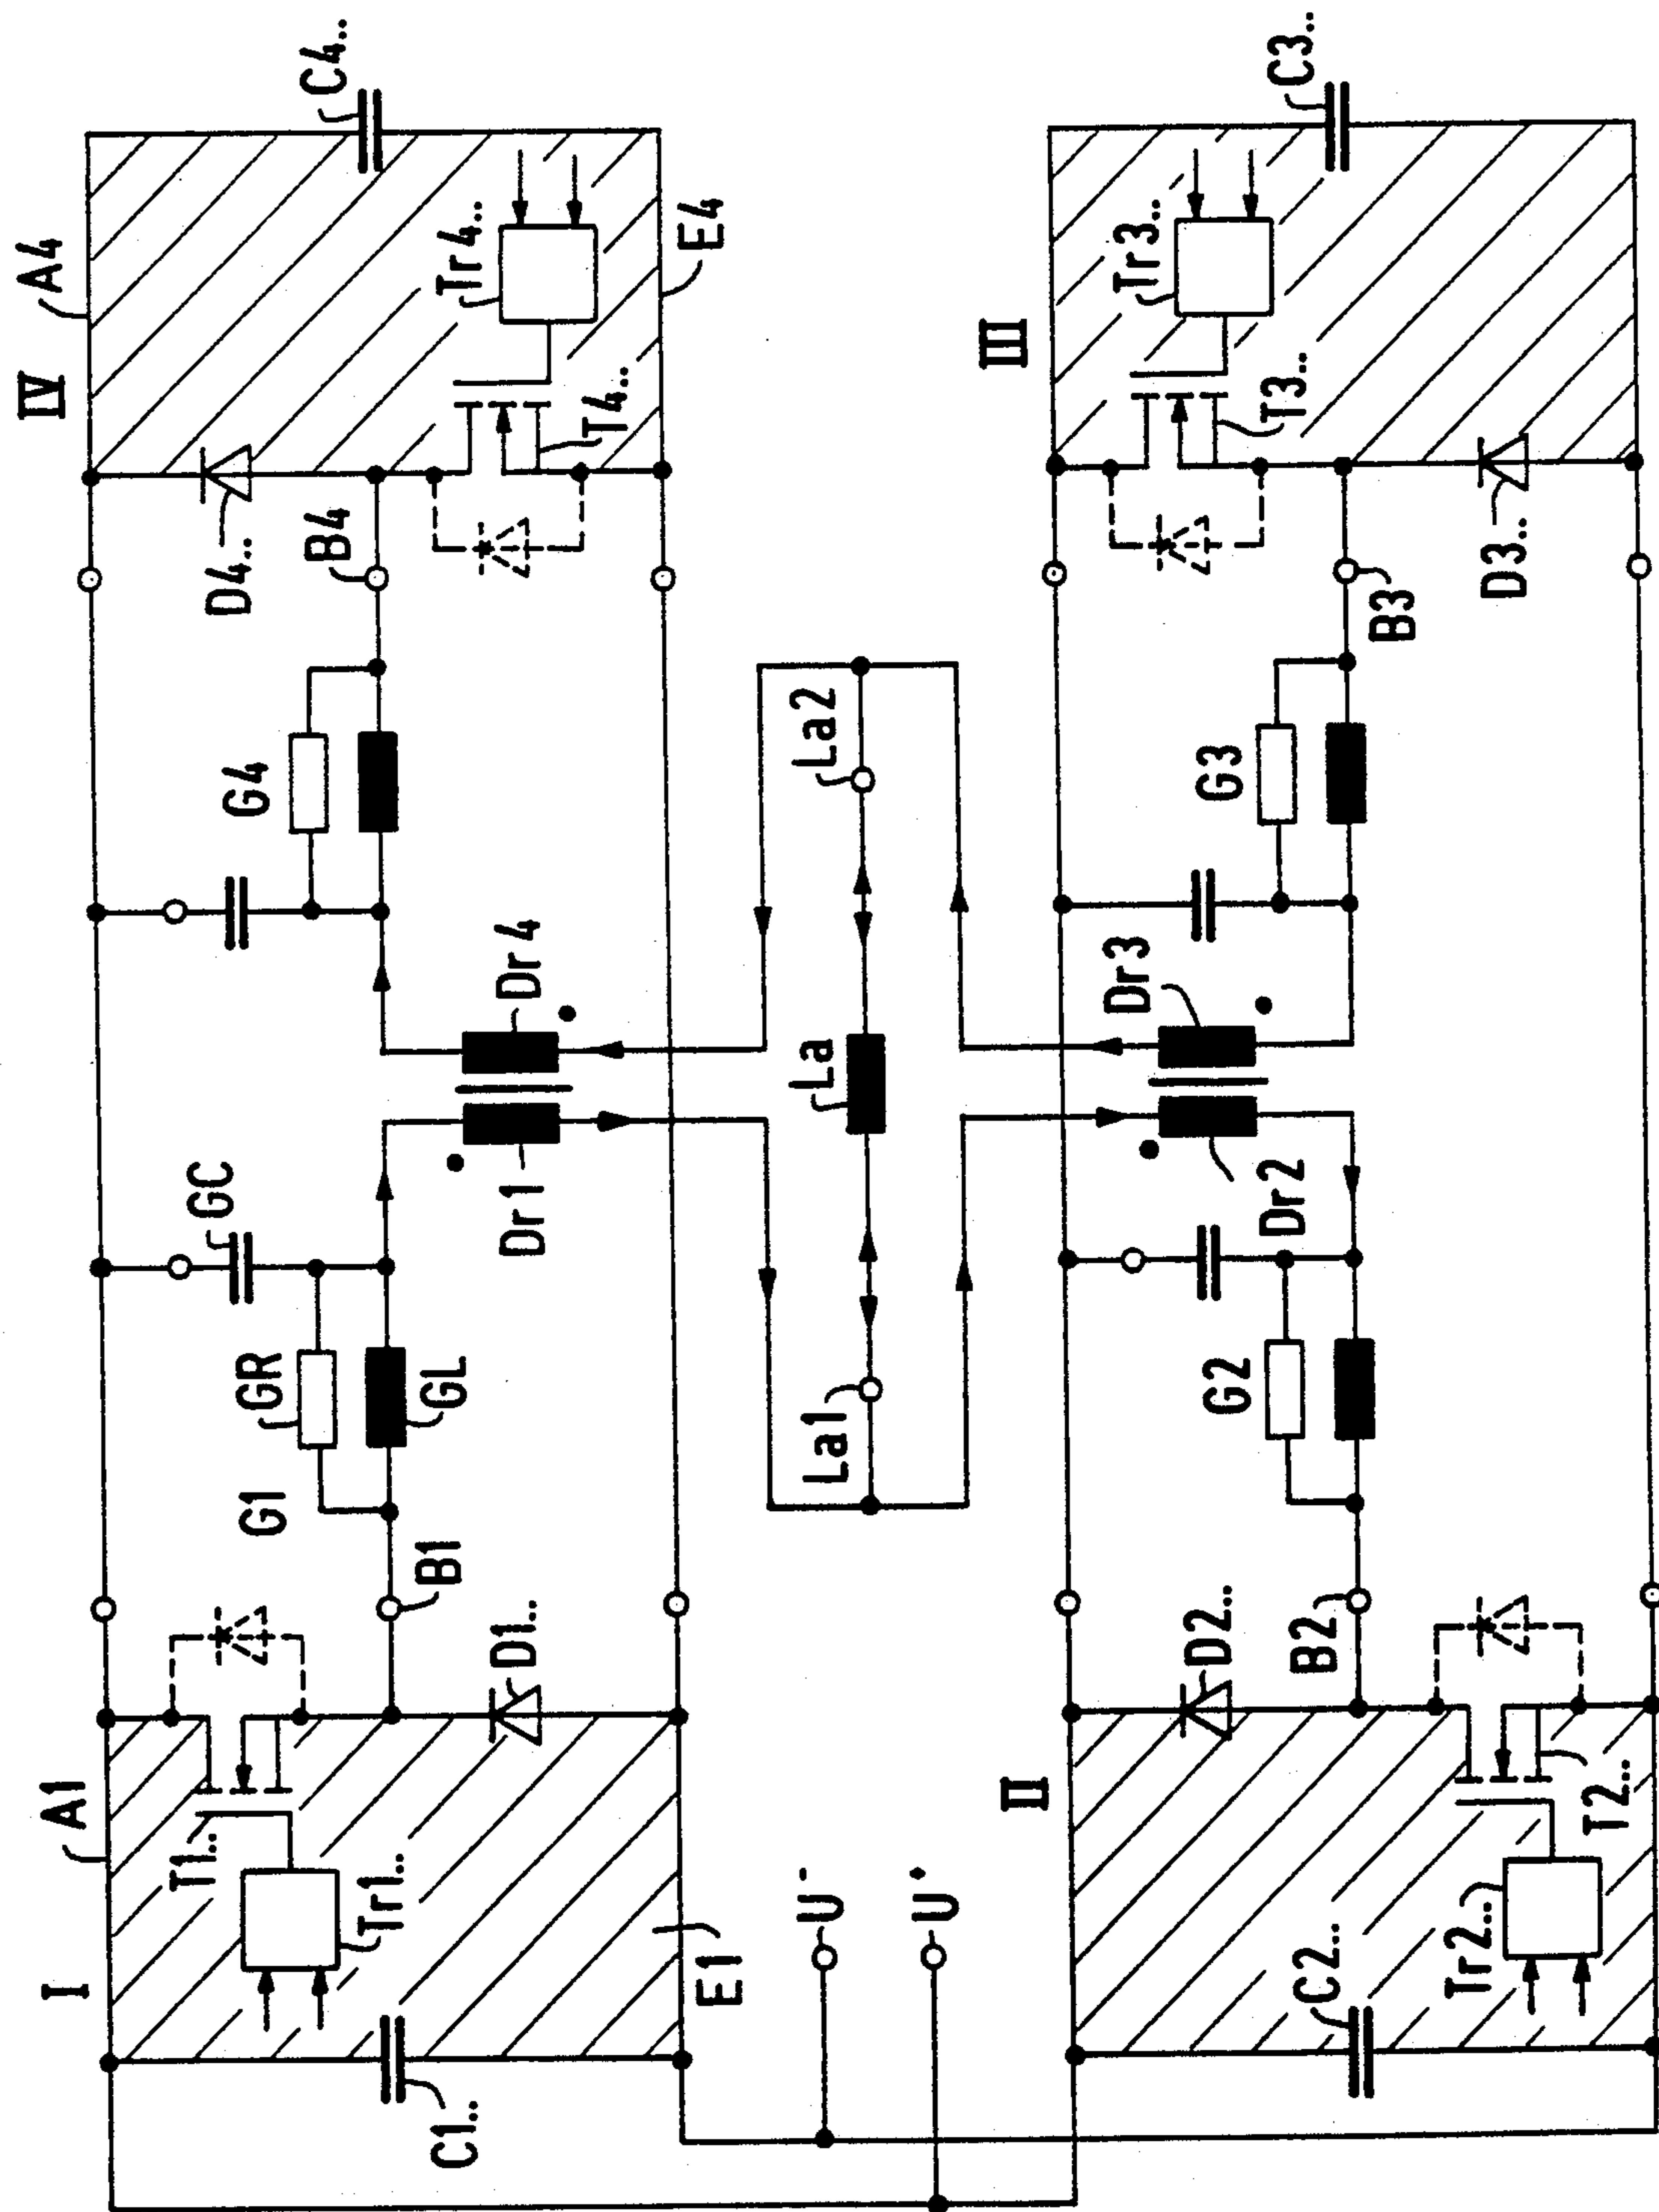 I
A1
T1..
Tr1..
C1..
E1
D1..
B1
G1
GR
GL
GC
Dr1
Dr4
G4
D4..
B4
IV
A4
C4..
Tr4..
T4..
E4
U-
U+
La1
La
La2
II
C2..
Tr2..
T2..
D2..
B2
G2
Dr2
Dr3
G3
B3
D3..
III
Tr3..
T3..
C3..